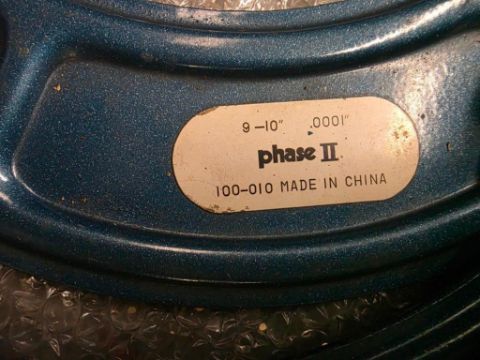 9-10" .0001"
phase II
100-010 MADE IN CHINA